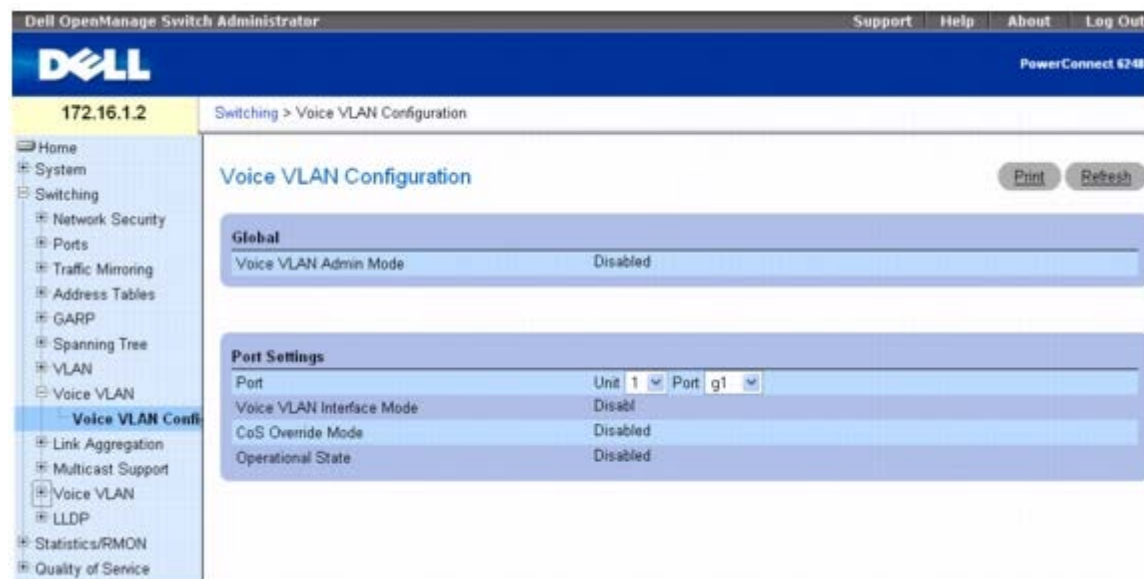 Dell OpenManage Switch Administrator Support Help About Log Out
DELL
PowerConnect 6248
172.16.1.2
Switching > Voice VLAN Configuration
Home
System
Switching
Network Security
Ports
Traffic Mirroring
Address Tables
GARP
Spanning Tree
VLAN
Voice VLAN
Voice VLAN Confi
Link Aggregation
Multicast Support
Voice VLAN
LLDP
Statistics/RMON
Quality of Service
Voice VLAN Configuration
Print Refresh
Global
Voice VLAN Admin Mode Disabled
Port Settings
Port Unit 1 Port g1
Voice VLAN Interface Mode Disabl
CoS Override Mode Disabled
Operational State Disabled